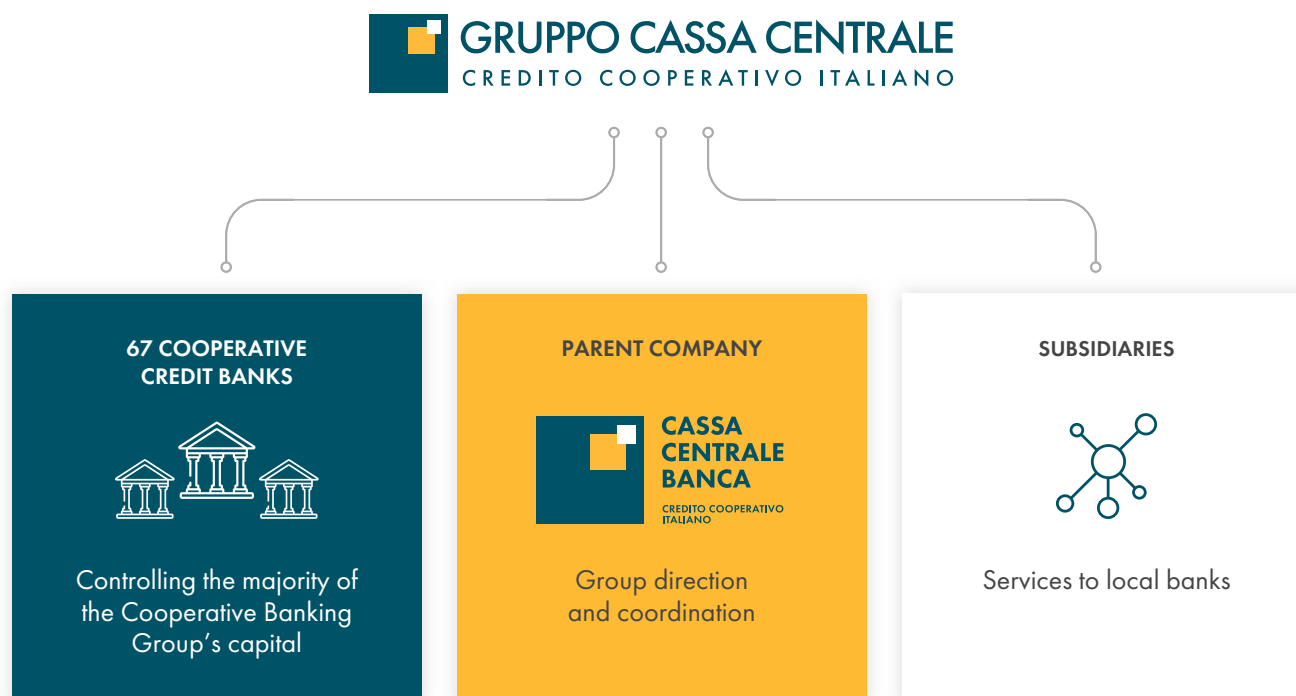 GRUPPO CASSA CENTRALE
CREDITO COOPERATIVO ITALIANO
67 COOPERATIVE
CREDIT BANKS
Controlling the majority of
the Cooperative Banking
Group's capital
PARENT COMPANY
CASSA
CENTRALE
BANCA
CREDITO COOPERATIVO
ITALIANO
Group direction
and coordination
SUBSIDIARIES
Services to local banks